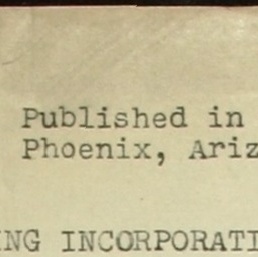 Published in
Phoenix, Ariz
NG INCORPORATI